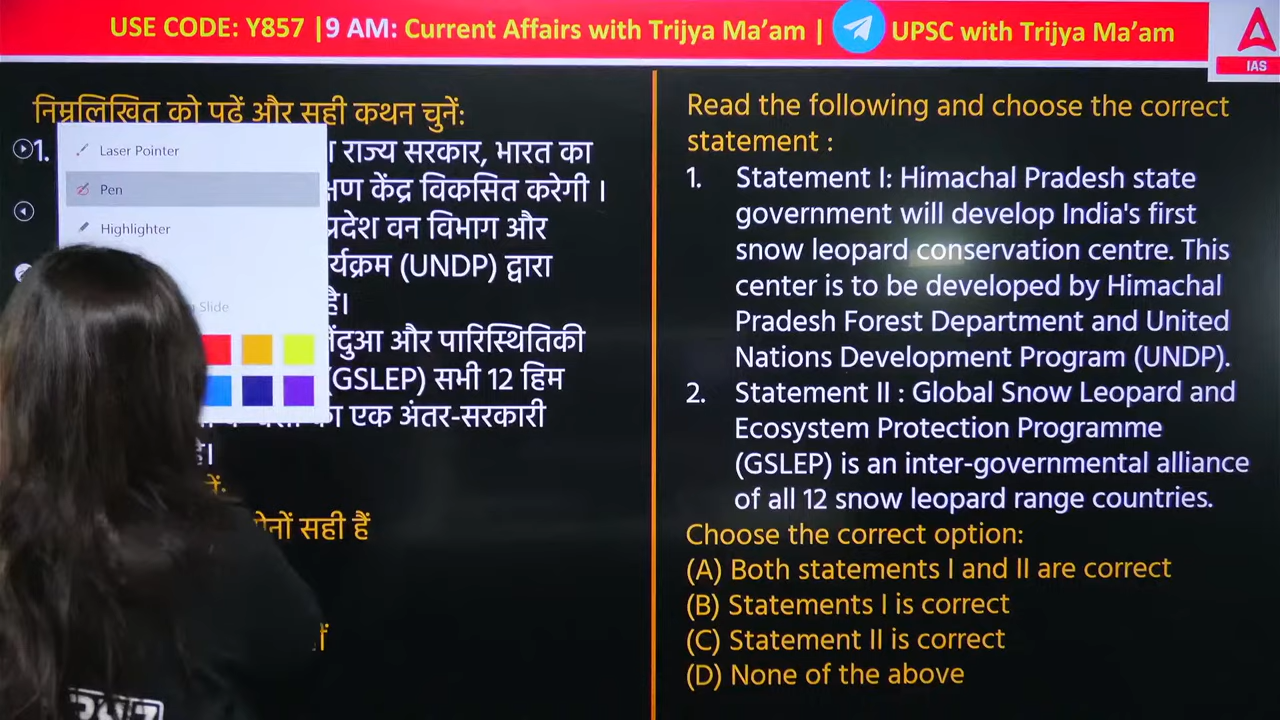 USE CODE: Y857 |9 AM: Current Affairs with Trijya Ma’am | UPSC with Trijya Ma’am
IAS
निम्नलिखित को पढ़ें और सही कथन चुनें:
1.
राज्य सरकार, भारत का
केंद्र विकसित करेगी ।
वन विभाग और
(UNDP) द्वारा
है।
और पारिस्थितिकी
(GSLEP) सभी 12 हिम
एक अंतर-सरकारी
सही हैं
Laser Pointer
Pen
Highlighter
Slide
Read the following and choose the correct
statement :
1. Statement I: Himachal Pradesh state
government will develop India's first
snow leopard conservation centre. This
center is to be developed by Himachal
Pradesh Forest Department and United
Nations Development Program (UNDP).
2. Statement II : Global Snow Leopard and
Ecosystem Protection Programme
(GSLEP) is an inter-governmental alliance
of all 12 snow leopard range countries.
Choose the correct option:
(A) Both statements I and II are correct
(B) Statements I is correct
(C) Statement II is correct
(D) None of the above